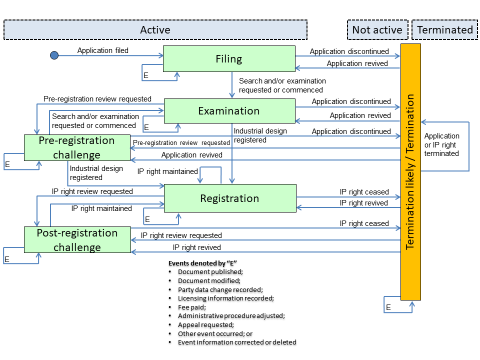 Active
Not active
Terminated
Application filed
Filing
Application discontinued
Application revived
E
Search and/or examination
requested or commenced
Pre-registration review requested
Examination
Application discontinued
Application revived
Search and/or examination
requested or commenced
E
Industrial design
registered
Application discontinued
Pre-registration
challenge
Pre-registration review requested
Application revived
E
Application
or IP right
terminated
Industrial design
registered
IP right maintained
IP right review requested
Registration
IP right ceased
IP right revived
IP right maintained
E
Post-registration
challenge
IP right ceased
IP right review requested
IP right revived
E
Termination likely / Termination
E
Events denoted by "E"
• Document published;
• Document modified;
• Party data change recorded;
• Licensing information recorded;
• Fee paid;
• Administrative procedure adjusted;
• Appeal requested;
• Other event occurred; or
• Event information corrected or deleted